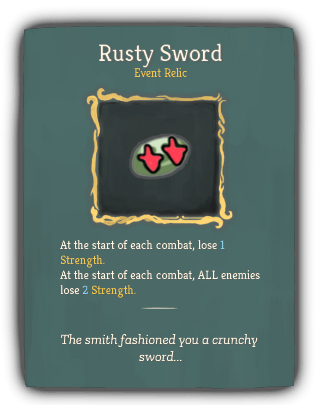 Rusty Sword
Event Relic
At the start of each combat, lose 1
Strength.
At the start of each combat, ALL enemies
lose 2 Strength.
The smith fashioned you a crunchy
sword...